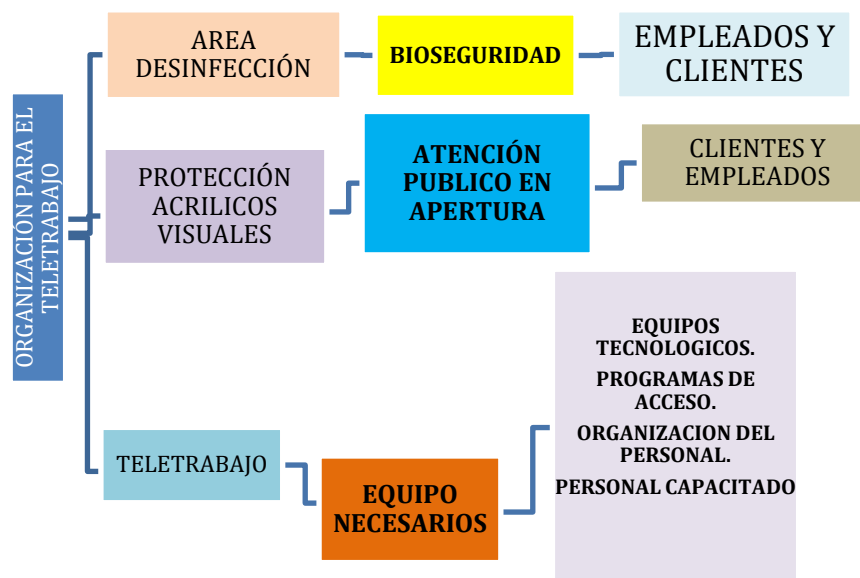 ORGANIZACIÓN PARA EL
TELETRABAJO
AREA
DESINFECCIÓN
BIOSEGURIDAD
EMPLEADOS Y
CLIENTES
PROTECCIÓN
ACRILICOS
VISUALES
ATENCIÓN
PUBLICO EN
APERTURA
CLIENTES Y
EMPLEADOS
TELETRABAJO
EQUIPO
NECESARIOS
EQUIPOS
TECNOLOGICOS.
PROGRAMAS DE
ACCESO.
ORGANIZACION DEL
PERSONAL.
PERSONAL CAPACITADO